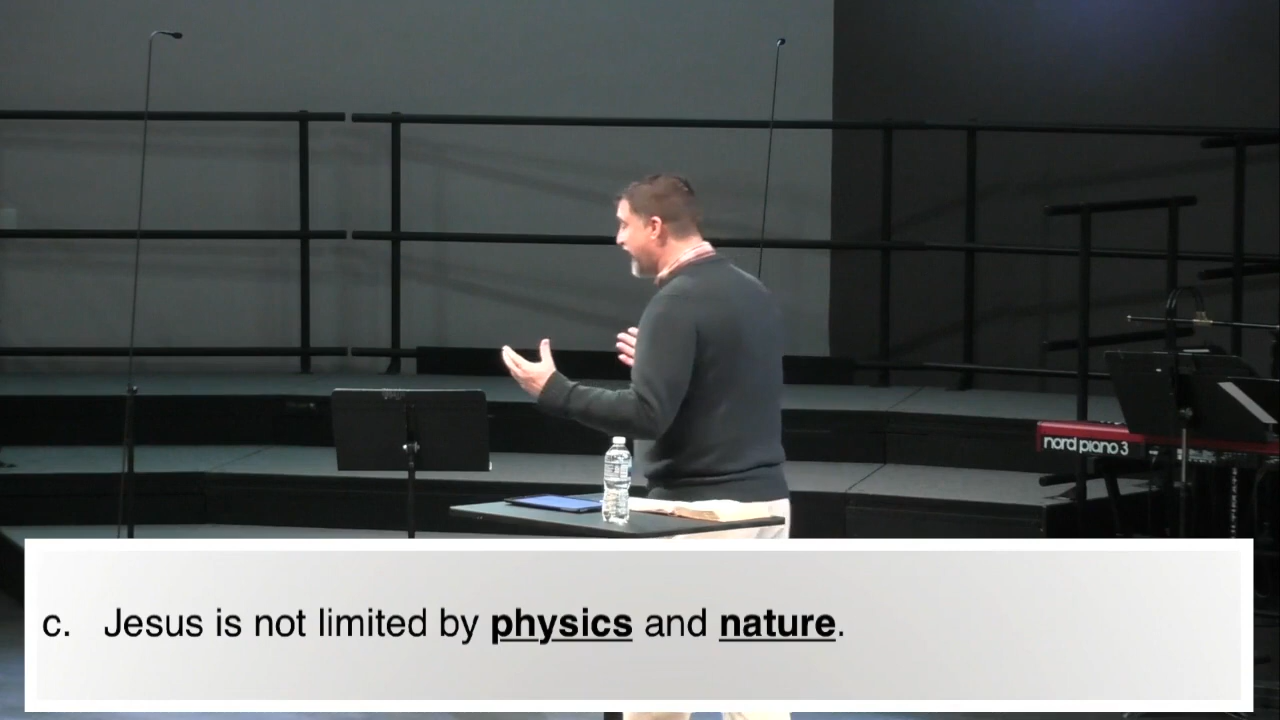 nord piano 3
c. Jesus is not limited by physics and nature.